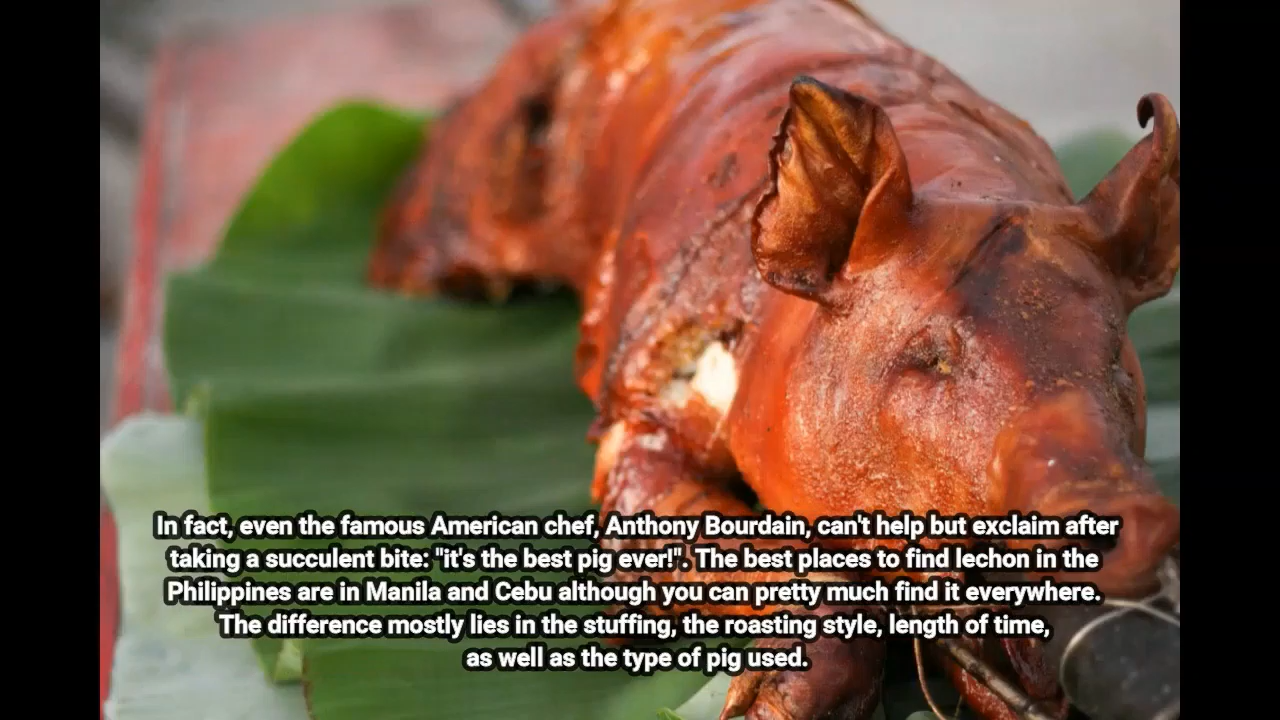 In fact, even the famous American chef, Anthony Bourdain, can't help but exclaim after
taking a succulent bite: "it's the best pig ever!". The best places to find lechon in the
Philippines are in Manila and Cebu although you can pretty much find it everywhere.
The difference mostly lies in the stuffing, the roasting style, length of time,
as well as the type of pig used.